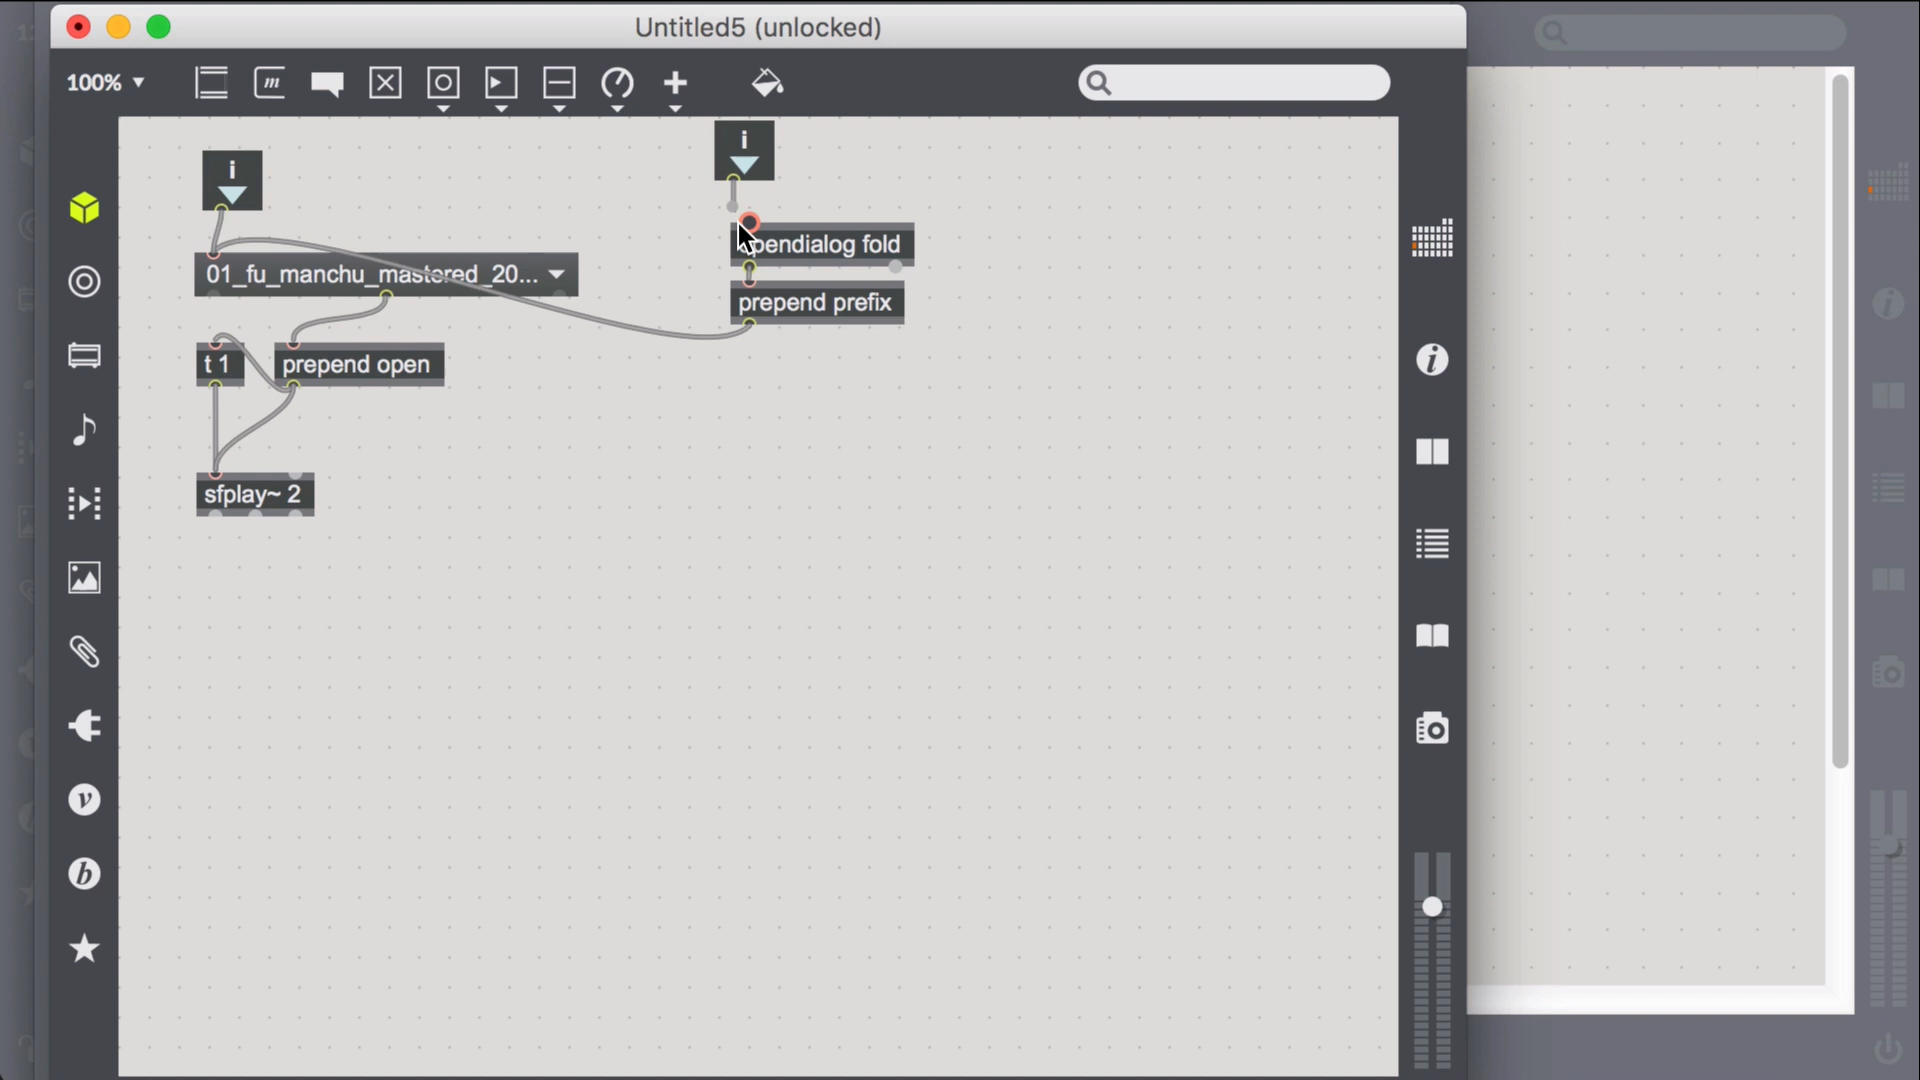 Untitled5 (unlocked)
100%
m
i
i
pendialog fold
01_fu_manchu_mastered_20...
prepend prefix
t 1
prepend open
sfplay~ 2
i
v
b